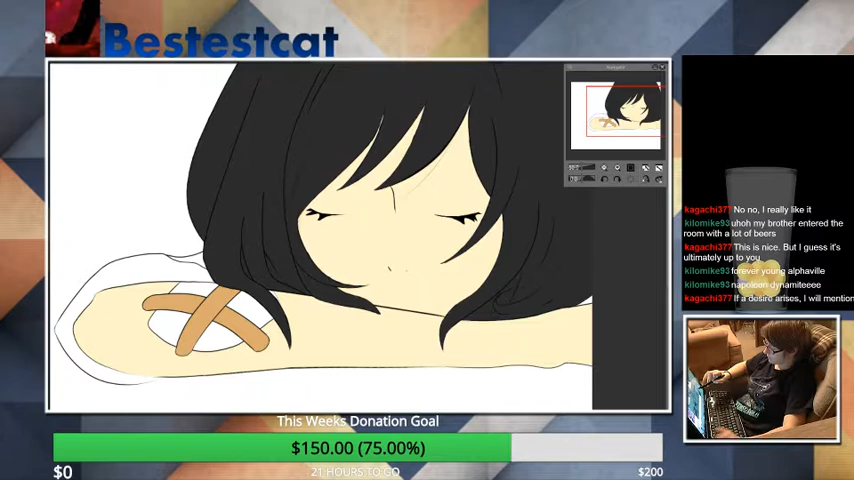 Bestestcat
kagachi377 No no, I really like it
kilomike93 uhoh my brother entered the
room with a lot of beers
kagachi377 This is nice. But I guess it's
ultimately up to you
kilomike93 forever young alphaville
kilomike93 napoleon dynamiteeee
kagachi377 If a desire arises, I will mention
This Weeks Donation Goal
$150.00 (75.00%)
$0
21 HOURS TO GO
$200